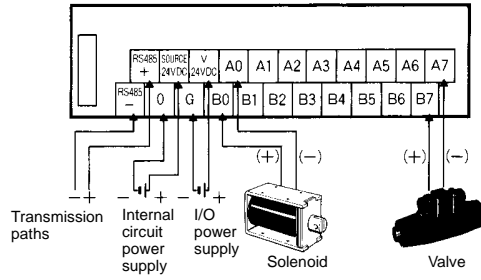 RS485 + SOURCE 24VDC V 24VDC A0 A1 A2 A3 A4 A5 A6 A7
RS485 − 0 G B0 B1 B2 B3 B4 B5 B6 B7
(+) (−) (+) (−)
− + − + − +
Transmission paths
Internal circuit power supply
I/O power supply
Solenoid
Valve